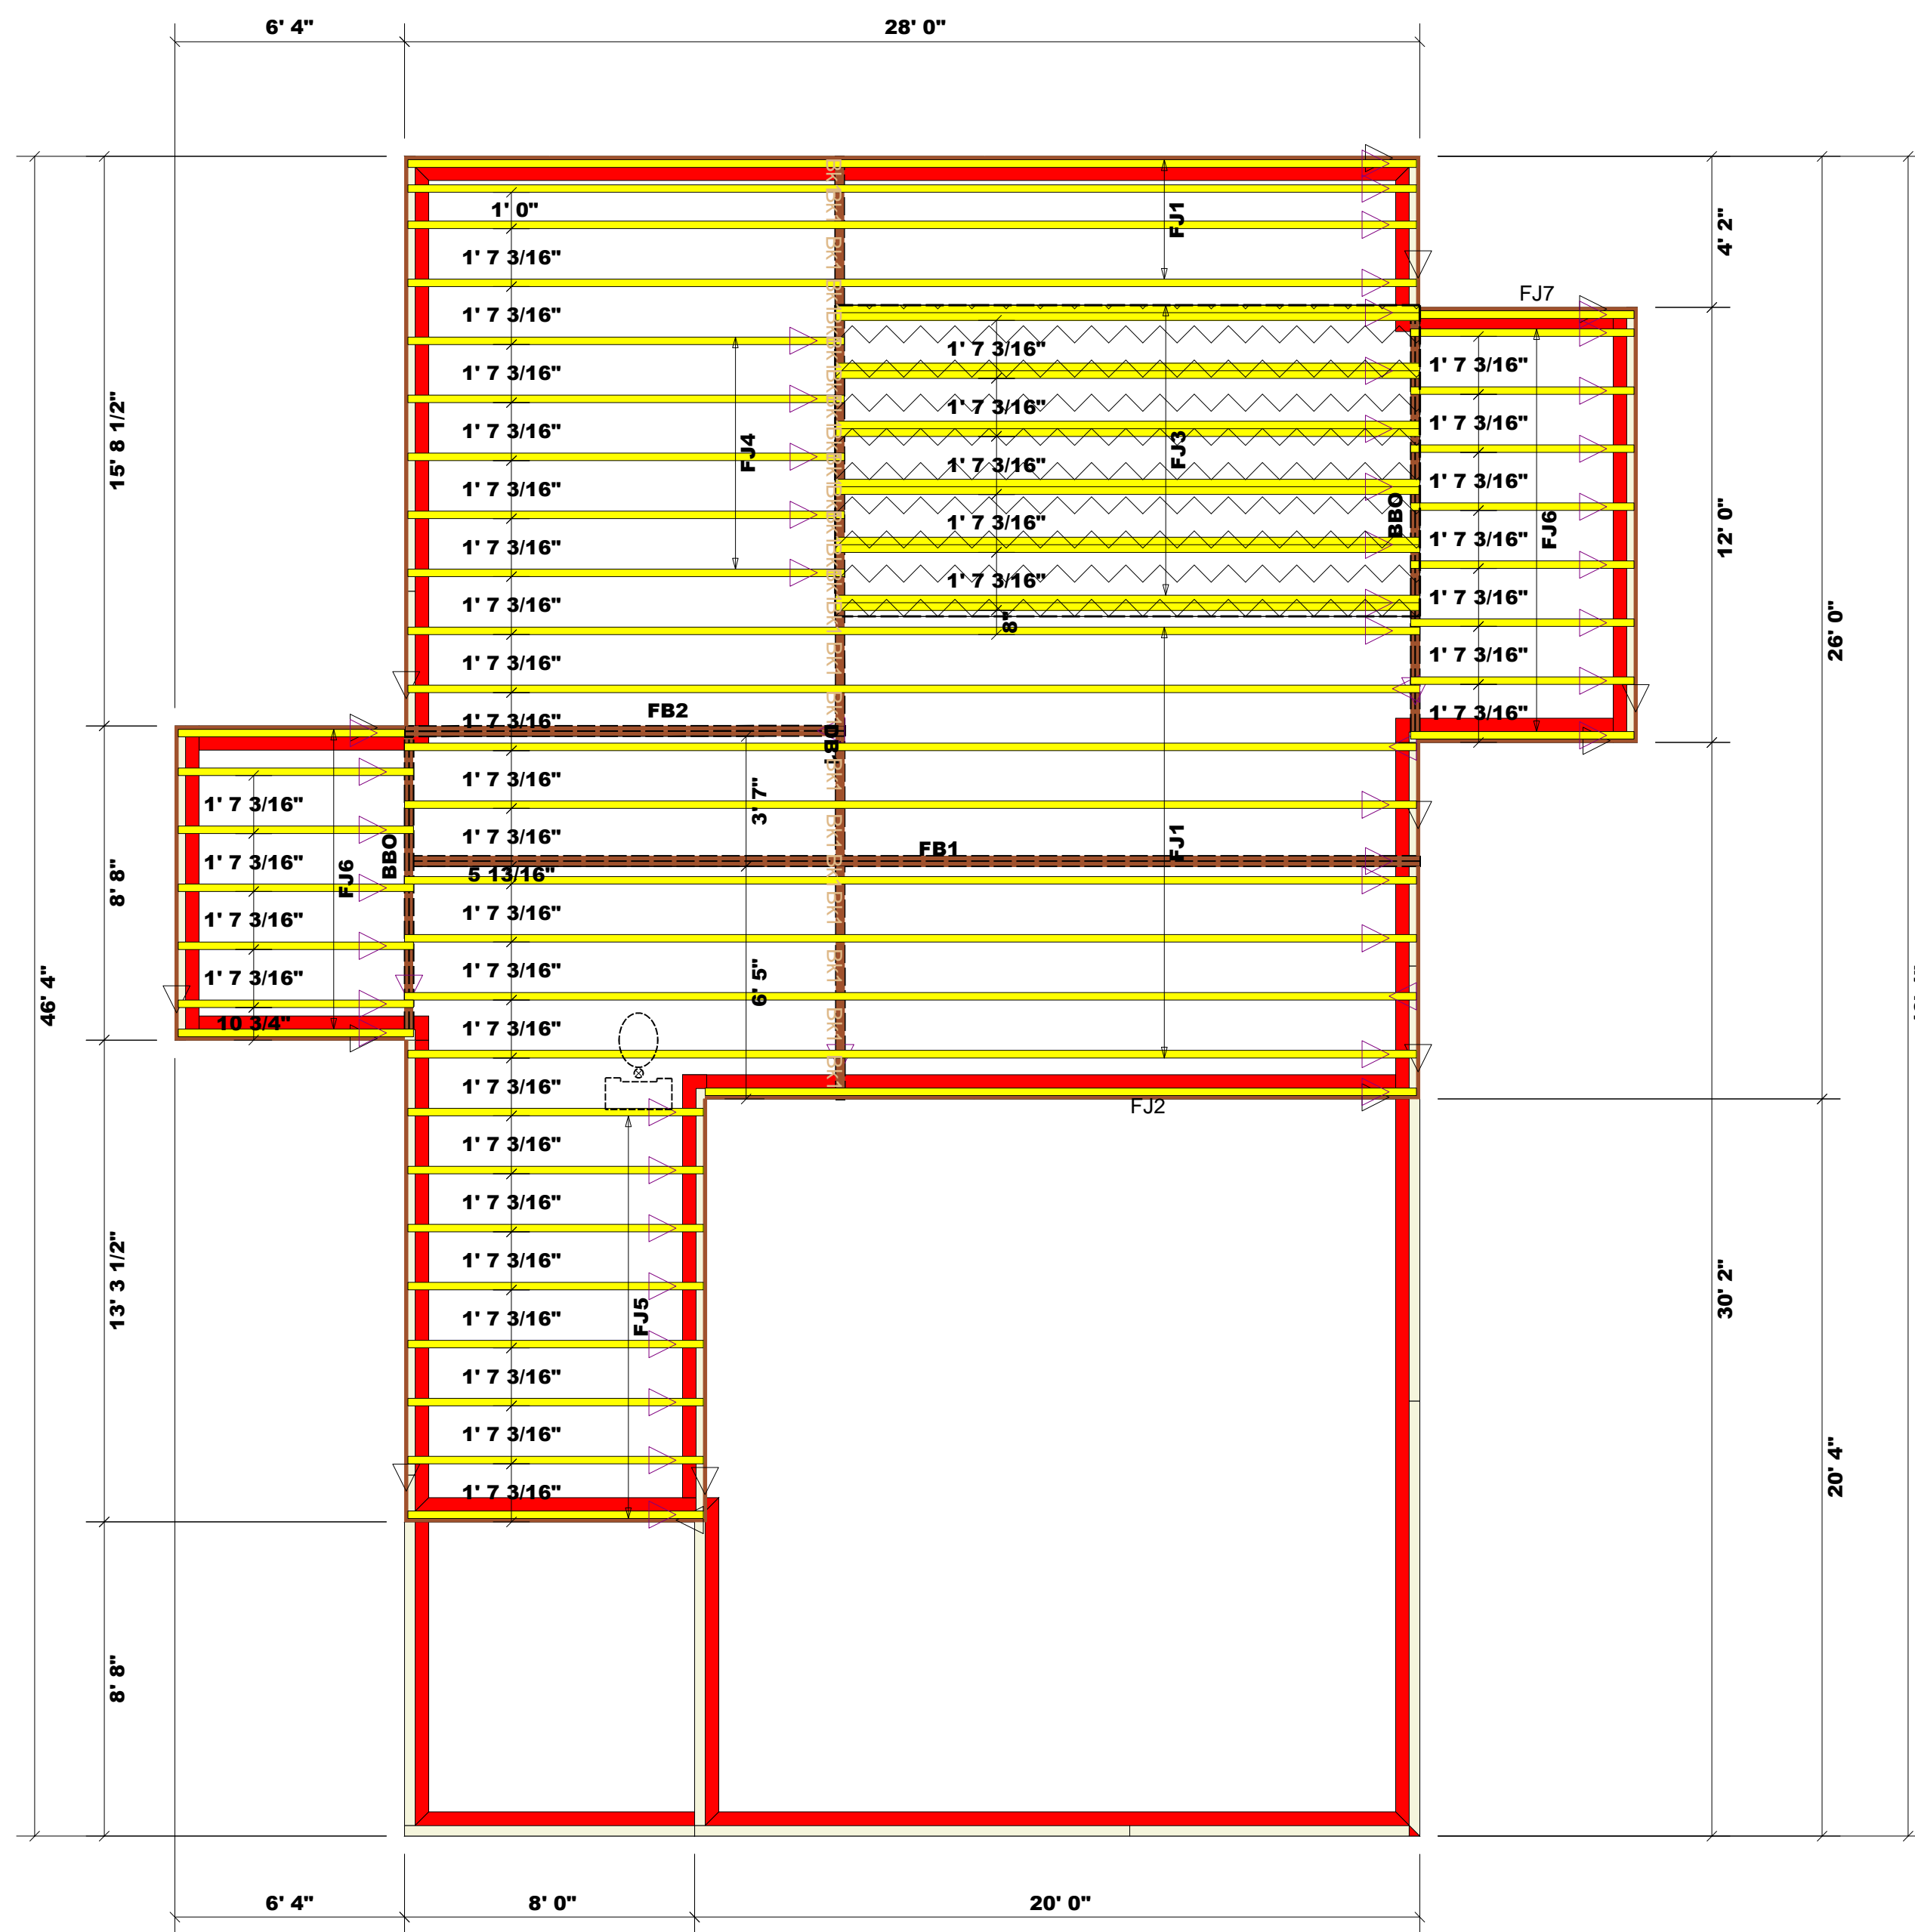 6' 4"
28' 0"
1' 0"
FJ1
4' 2"
1' 7 3/16"
FJ7
1' 7 3/16"
1' 7 3/16"
1' 7 3/16"
1' 7 3/16"
1' 7 3/16"
1' 7 3/16"
1' 7 3/16"
15' 8 1/2"
1' 7 3/16"
FJ4
FJ3
1' 7 3/16"
1' 7 3/16"
1' 7 3/16"
BBO
FJ6
12' 0"
1' 7 3/16"
1' 7 3/16"
1' 7 3/16"
1' 7 3/16"
1' 7 3/16"
1' 7 3/16"
8"
26' 0"
1' 7 3/16"
1' 7 3/16"
FB2
1' 7 3/16"
1' 7 3/16"
1' 7 3/16"
3' 7"
1' 7 3/16"
1' 7 3/16"
FB1
FJ1
BBO
FJ6
1' 7 3/16"
5 13/16"
8' 8"
1' 7 3/16"
1' 7 3/16"
1' 7 3/16"
1' 7 3/16"
6' 5"
46' 4"
10 3/4"
1' 7 3/16"
BK1
1' 7 3/16"
FJ2
1' 7 3/16"
1' 7 3/16"
13' 3 1/2"
1' 7 3/16"
30' 2"
1' 7 3/16"
FJ5
1' 7 3/16"
1' 7 3/16"
20' 4"
1' 7 3/16"
8' 8"
6' 4"
8' 0"
20' 0"